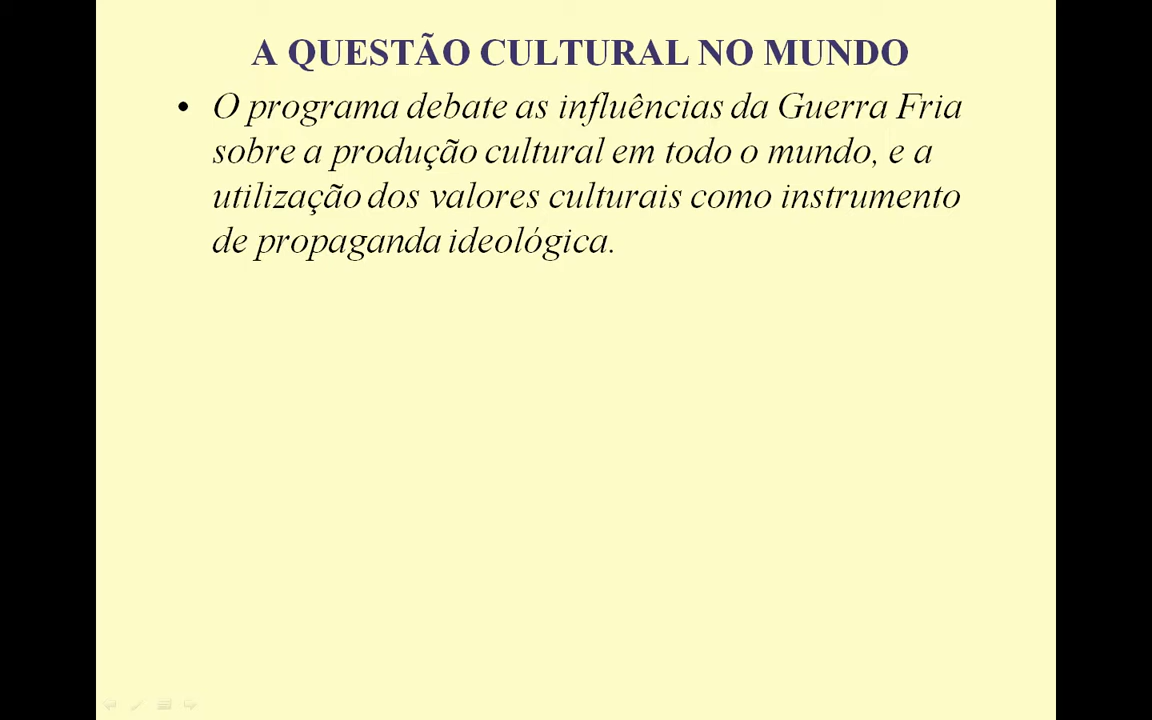 A QUESTÃO CULTURAL NO MUNDO
• O programa debate as influências da Guerra Fria
sobre a produção cultural em todo o mundo, e a
utilização dos valores culturais como instrumento
de propaganda ideológica.